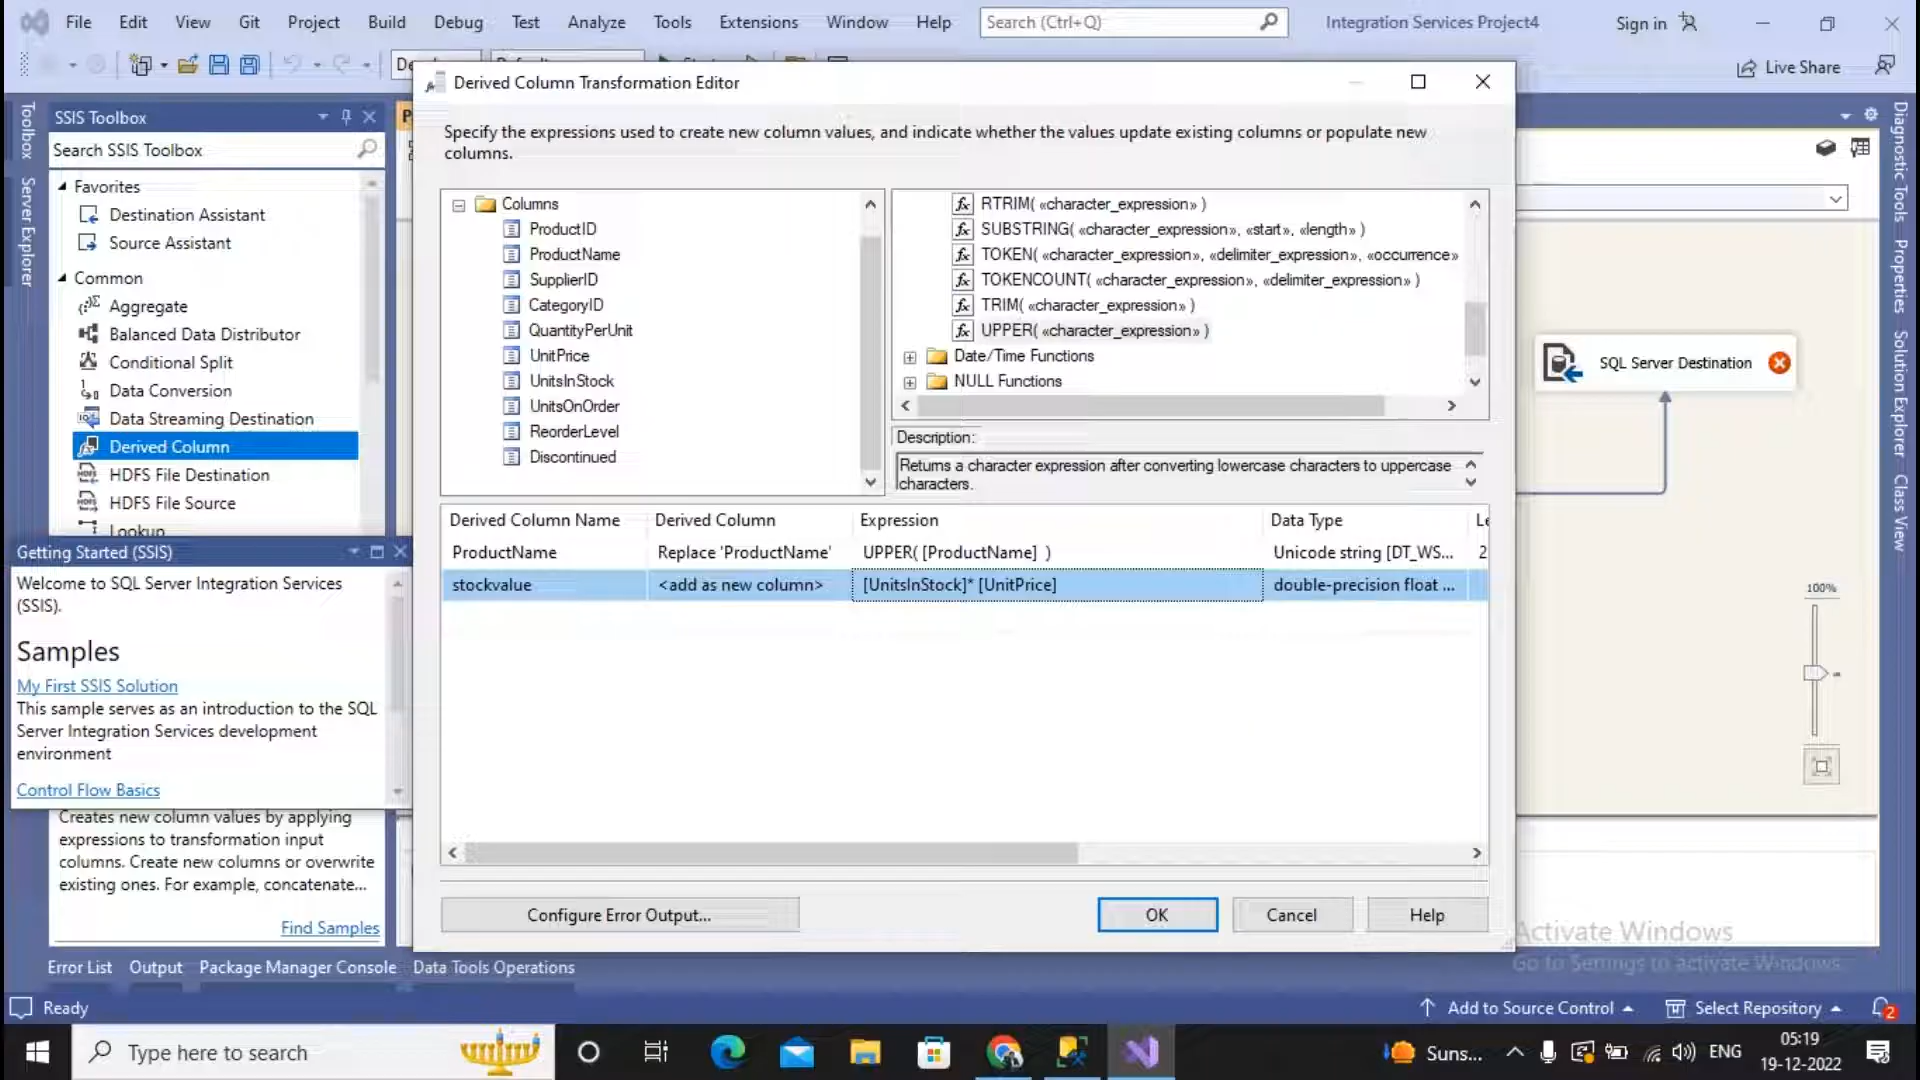 File Edit View Git Project Build Debug Test Analyze Tools Extensions Window Help Search (Ctrl+Q) Integration Services Project4 Sign in
Live Share
Derived Column Transformation Editor
Specify the expressions used to create new column values, and indicate whether the values update existing columns or populate new
columns.
Toolbox
Server Explorer
SSIS Toolbox
Search SSIS Toolbox
Favorites
Destination Assistant
Source Assistant
Common
Aggregate
Balanced Data Distributor
Conditional Split
Data Conversion
Data Streaming Destination
Derived Column
HDFS File Destination
HDFS File Source
Lookup
Getting Started (SSIS)
Welcome to SQL Server Integration Services
(SSIS).
Samples
My First SSIS Solution
This sample serves as an introduction to the SQL
Server Integration Services development
environment
Control Flow Basics
Creates new column values by applying
expressions to transformation input
columns. Create new columns or overwrite
existing ones. For example, concatenate...
Find Samples
Columns
ProductID
ProductName
SupplierID
CategoryID
QuantityPerUnit
UnitPrice
UnitsInStock
UnitsOnOrder
ReorderLevel
Discontinued
RTRIM( «character_expression» )
SUBSTRING( «character_expression», «start», «length» )
TOKEN( «character_expression», «delimiter_expression», «occurrence»
TOKENCOUNT( «character_expression», «delimiter_expression» )
TRIM( «character_expression» )
UPPER( «character_expression» )
Date/Time Functions
NULL Functions
Description:
Returns a character expression after converting lowercase characters to uppercase
characters.
Derived Column Name Derived Column Expression Data Type Le
ProductName Replace 'ProductName' UPPER( [ProductName] ) Unicode string [DT_WS... 2
stockvalue <add as new column> [UnitsInStock]* [UnitPrice] double-precision float ...
Configure Error Output... OK Cancel Help
SQL Server Destination
100%
Diagnostic Tools
Properties
Solution Explorer
Class View
Activate Windows
Go to Settings to activate Windows.
Error List Output Package Manager Console Data Tools Operations
Ready Add to Source Control Select Repository 2
Type here to search Suns... ENG 05:19
19-12-2022